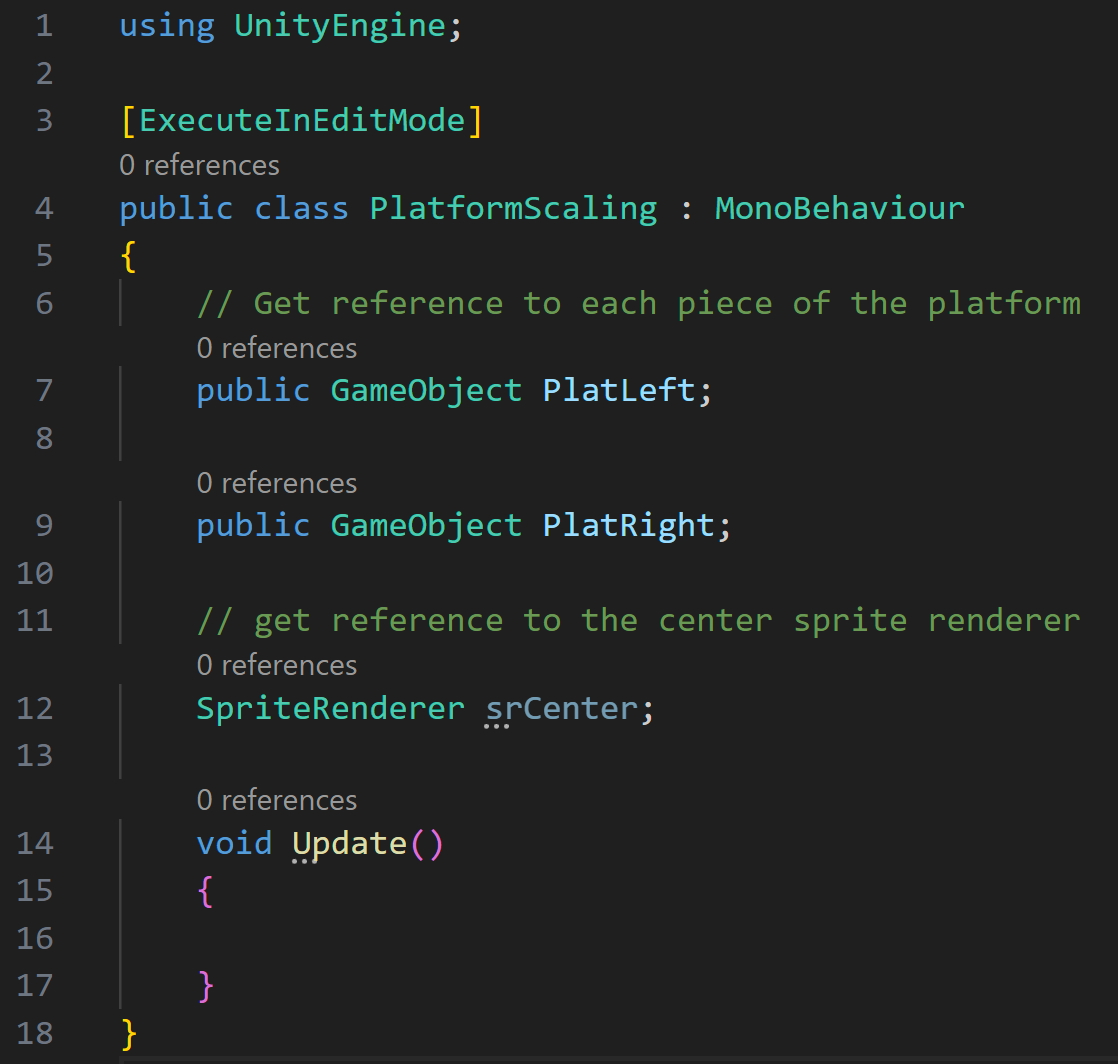 1 using UnityEngine;
2
3 [ExecuteInEditMode]
0 references
4 public class PlatformScaling : MonoBehaviour
5 {
6 // Get reference to each piece of the platform
0 references
7 public GameObject PlatLeft;
8
0 references
9 public GameObject PlatRight;
10
11 // get reference to the center sprite renderer
0 references
12 SpriteRenderer srCenter;
13
0 references
14 void Update()
15 {
16
17 }
18 }